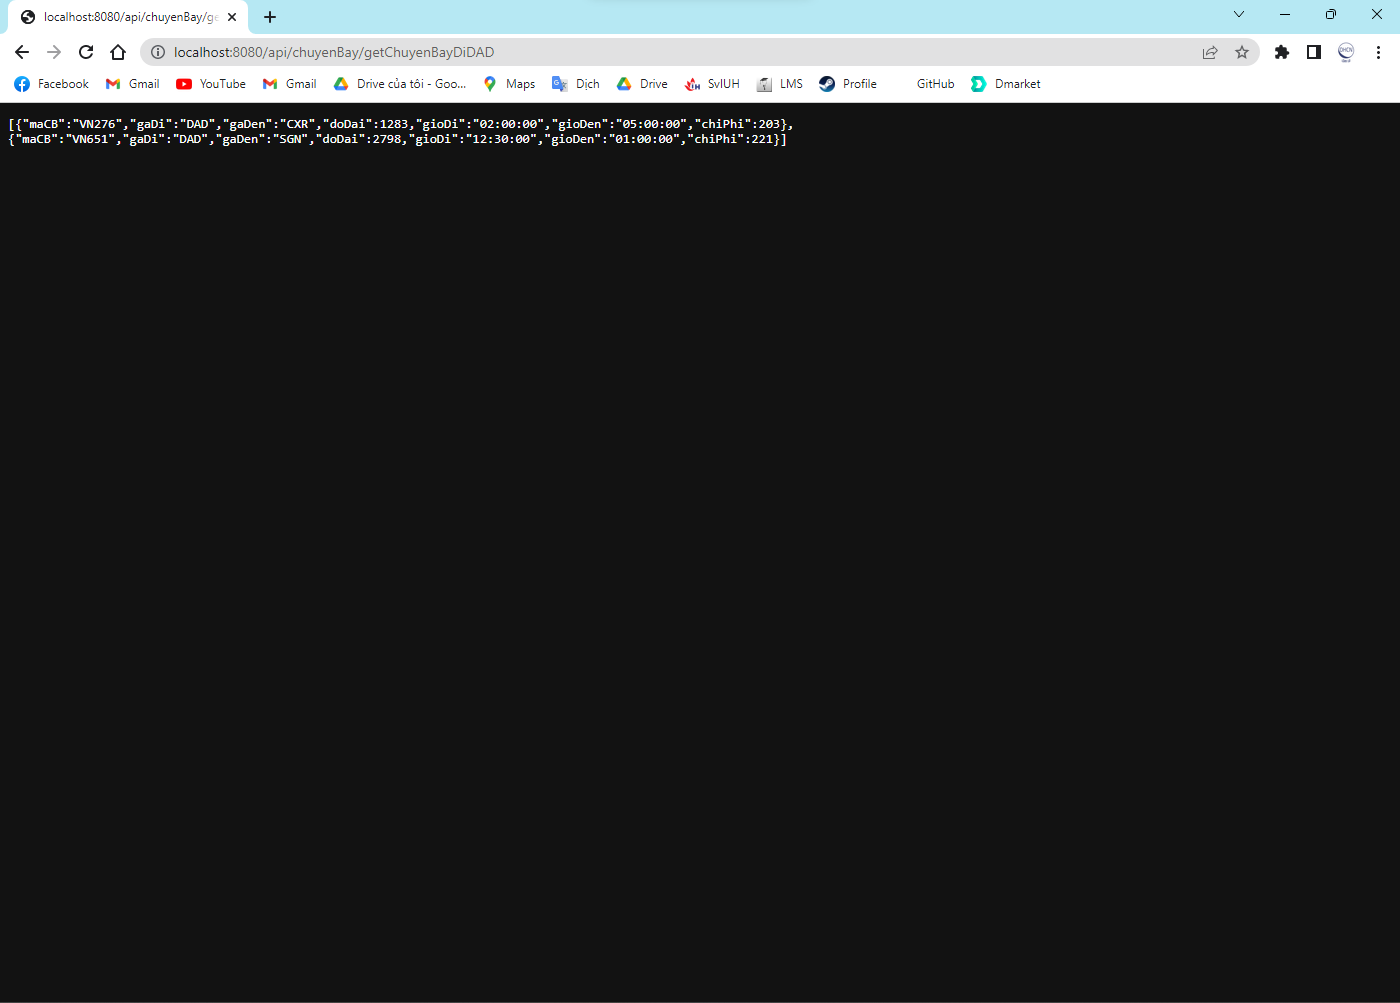 localhost:8080/api/chuyenBay/ge
localhost:8080/api/chuyenBay/getChuyenBayDiDAD
Facebook Gmail YouTube Gmail Drive của tôi - Goo... Maps Dịch Drive SvIUH LMS Profile GitHub Dmarket
[{"maCB":"VN276","gaDi":"DAD","gaDen":"CXR","doDai":1283,"gioDi":"02:00:00","gioDen":"05:00:00","chiPhi":203},
{"maCB":"VN651","gaDi":"DAD","gaDen":"SGN","doDai":2798,"gioDi":"12:30:00","gioDen":"01:00:00","chiPhi":221}]